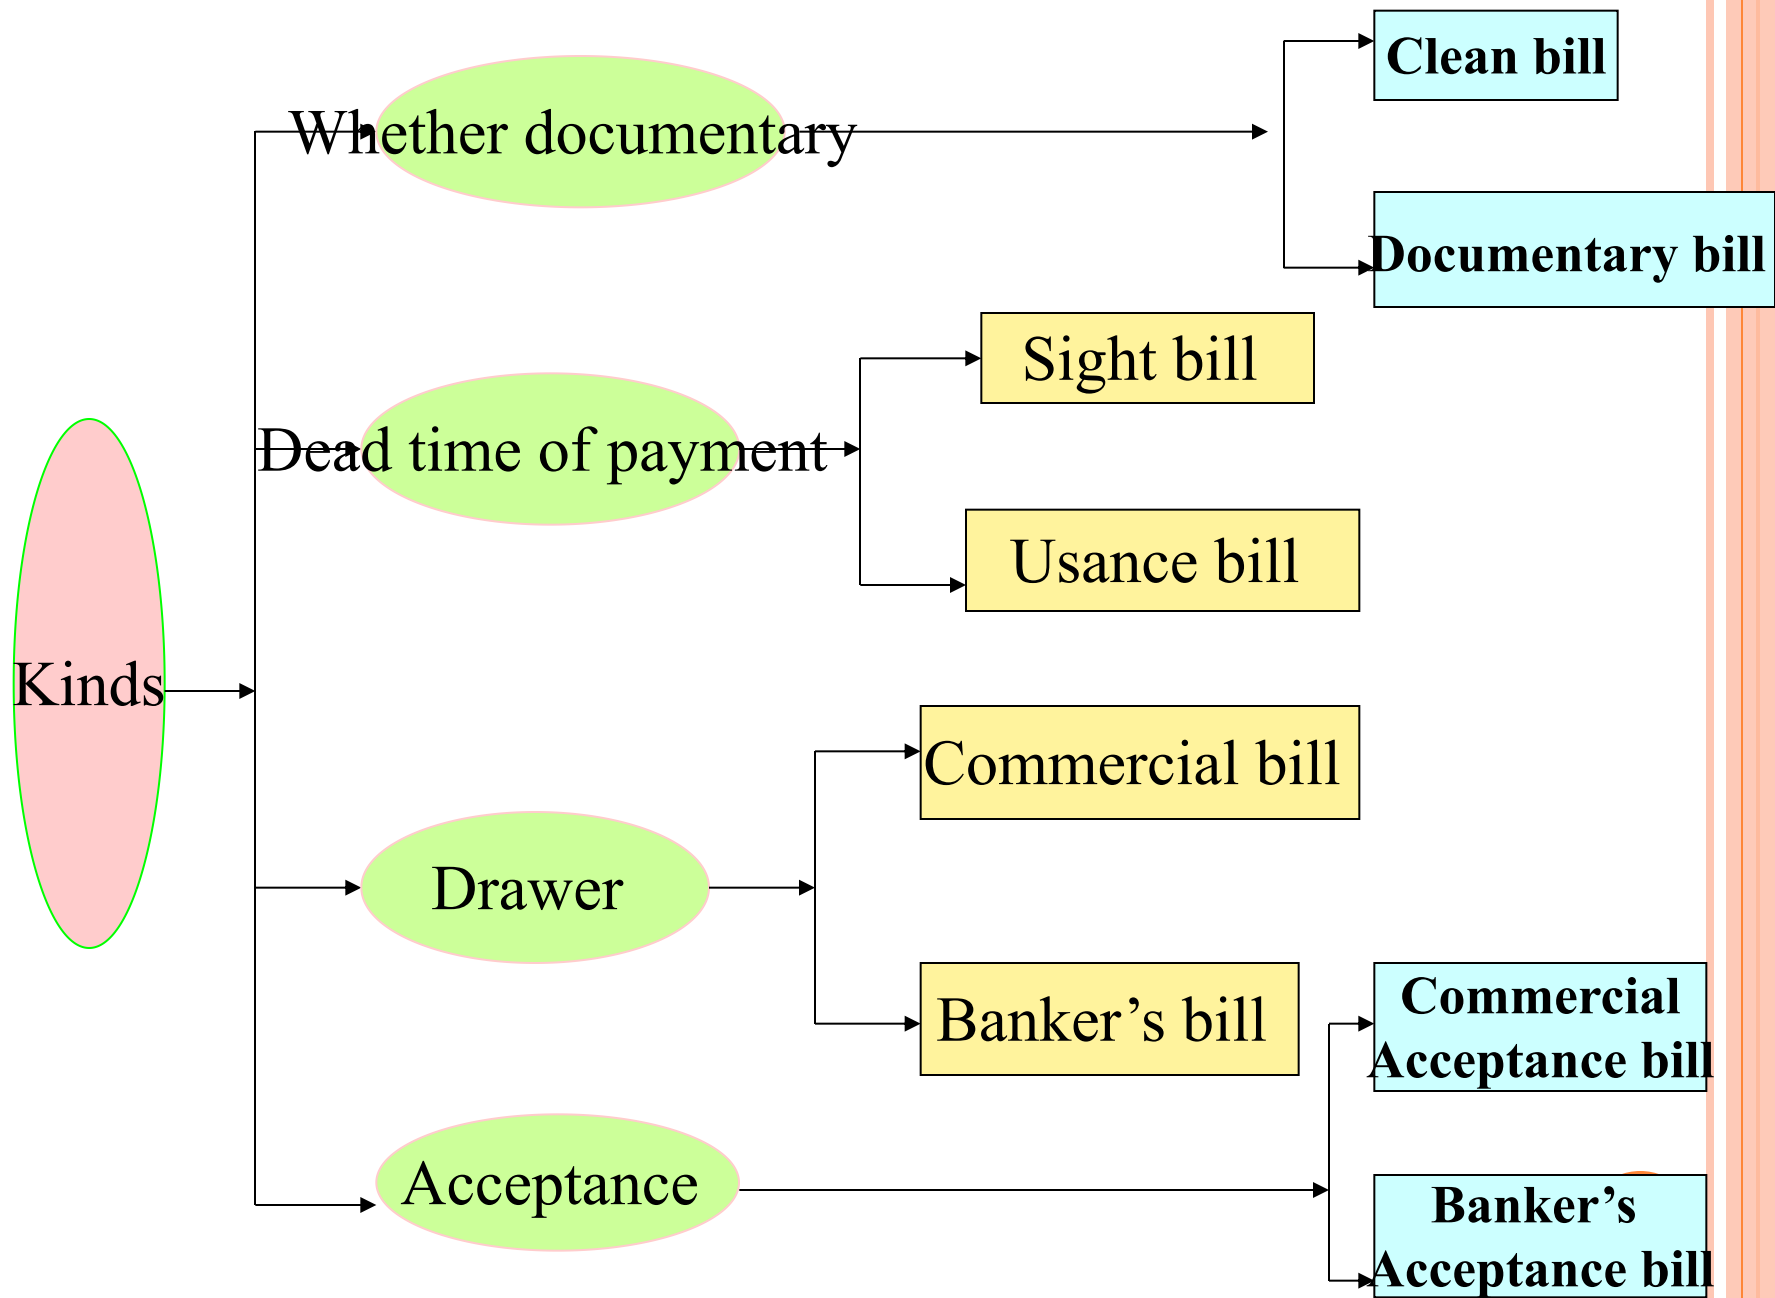 Clean bill
Whether documentary
Documentary bill
Sight bill
Dead time of payment
Usance bill
Kinds
Commercial bill
Drawer
Banker’s bill
Commercial
Acceptance bill
Acceptance
Banker’s
Acceptance bill